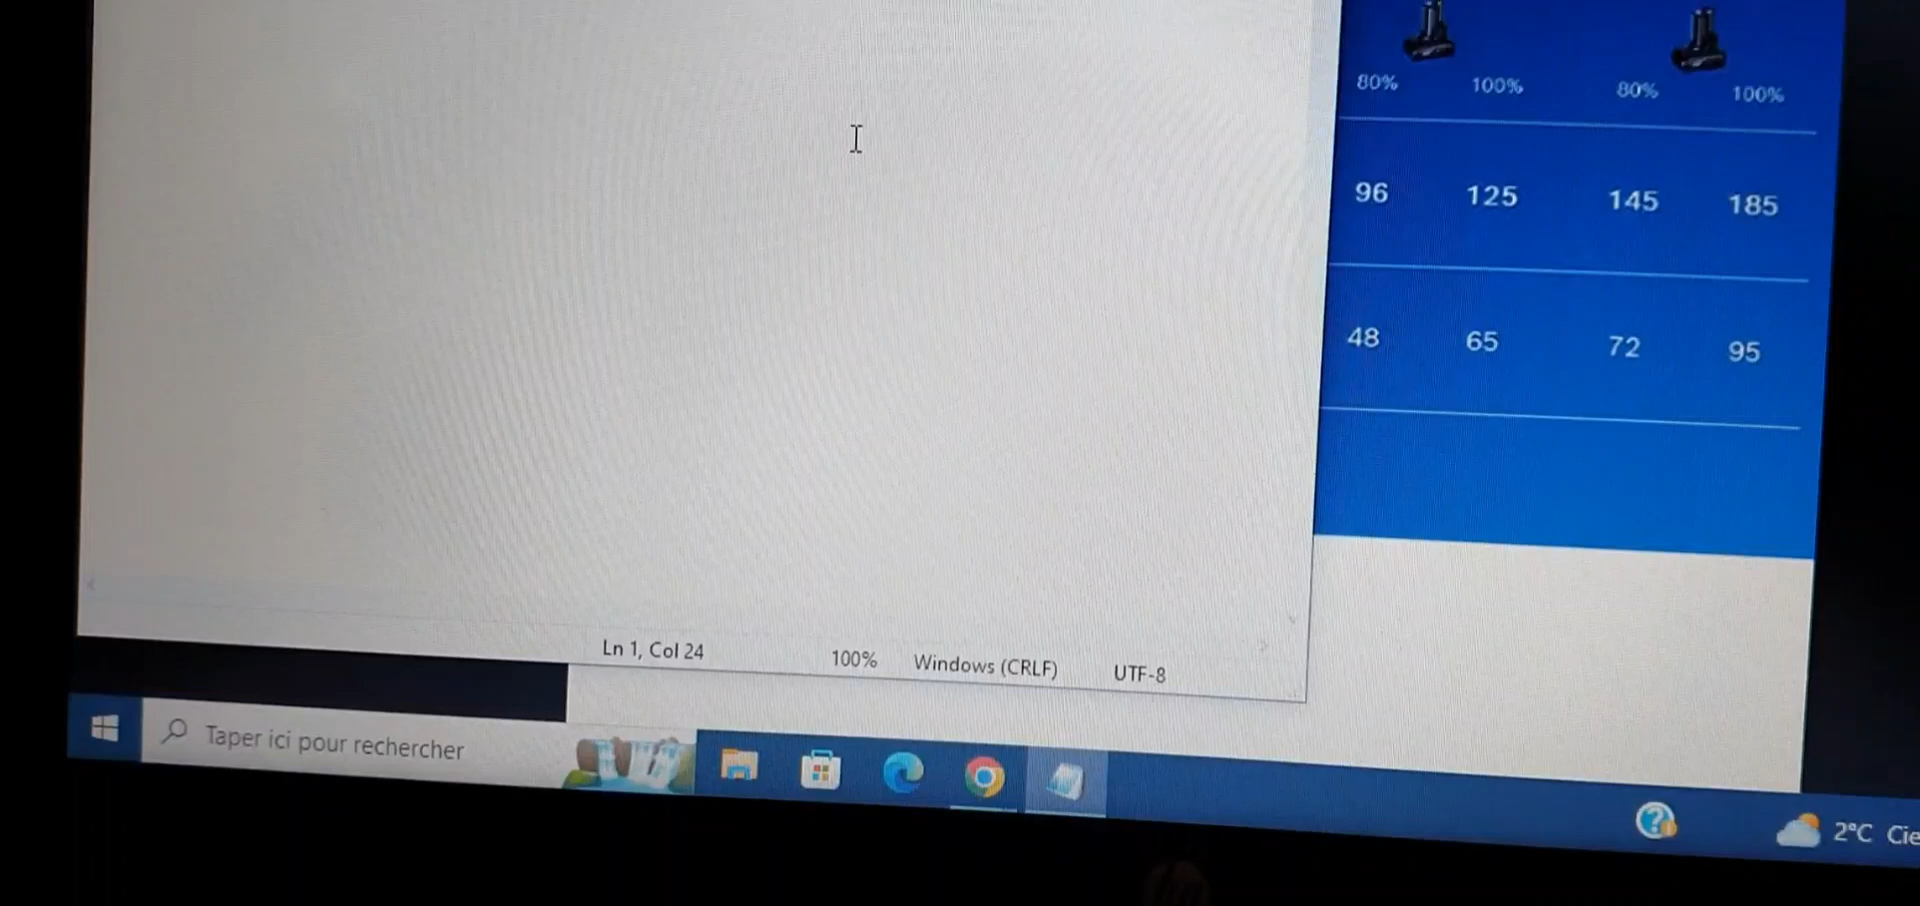 80% 100% 80% 100%
96 125 145 185
48 65 72 95
Ln 1, Col 24 100% Windows (CRLF) UTF-8
Taper ici pour rechercher
2°C Cie